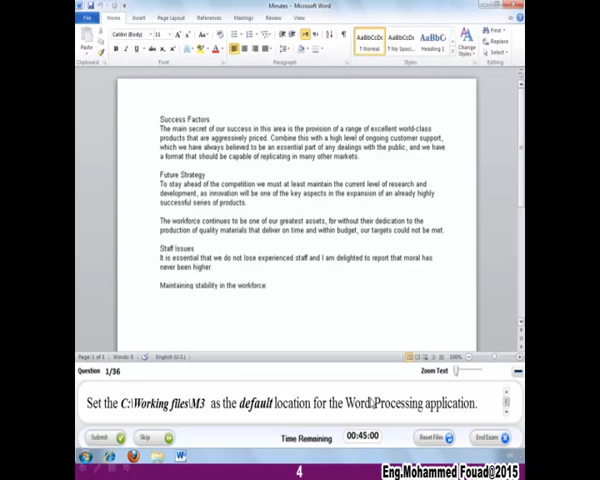 Minutes - Microsoft Word
File Home Insert Page Layout References Mailings Review View
Calibri (Body) 11
Paste
B I U
AaBbCcDc AaBbCcDc AaBbCc
¶ Normal ¶ No Spaci... Heading 1
Change Styles
Find
Replace
Select
Clipboard Font Paragraph Styles Editing
Success Factors
The main secret of our success in this area is the provision of a range of excellent world-class
products that are aggressively priced. Combine this with a high level of ongoing customer support,
which we have always believed to be an essential part of any dealings with the public, and we have
a format that should be capable of replicating in many other markets.
Future Strategy
To stay ahead of the competition we must at least maintain the current level of research and
development, as innovation will be one of the key aspects in the expansion of an already highly
successful series of products.
The workforce continues to be one of our greatest assets, for without their dedication to the
production of quality materials that deliver on time and within budget, our targets could not be met.
Staff Issues
It is essential that we do not lose experienced staff and I am delighted to report that moral has
never been higher.
Maintaining stability in the workforce:
Page: 1 of 1 Words: 0 English (U.S.) 100%
Question 1/36 Zoom Text
Set the C:\Working files\M3 as the default location for the Word Processing application.
Submit Skip Time Remaining 00:45:00 Reset Files End Exam
EN
4 Eng.Mohammed Fouad@2015